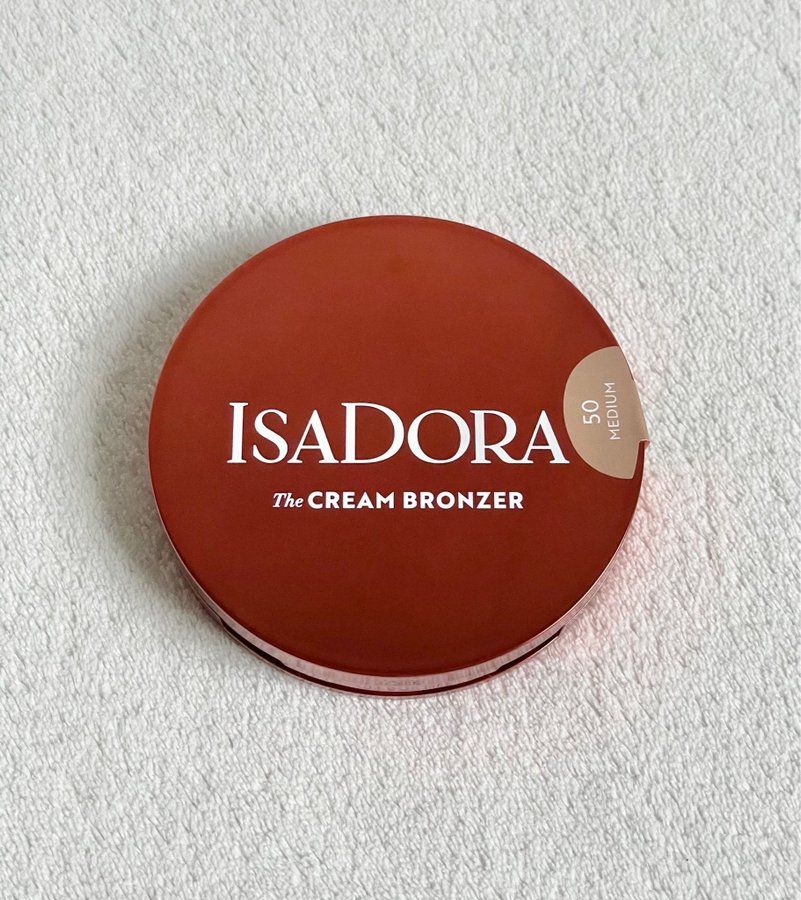 ISADORA
The CREAM BRONZER
50
MEDIUM